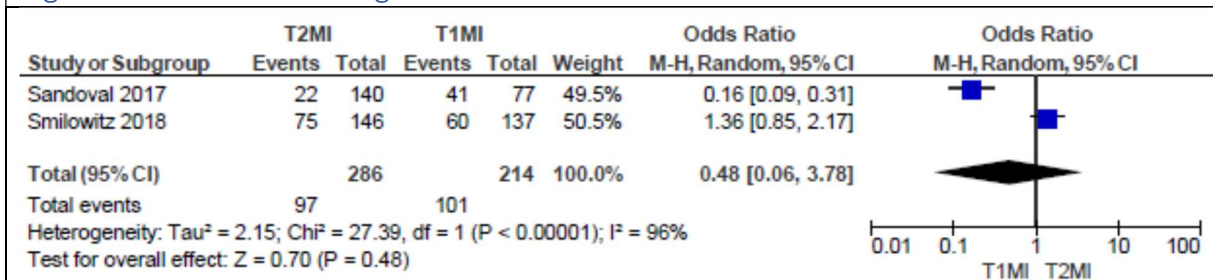 T2MI T1MI Odds Ratio Odds Ratio
Study or Subgroup Events Total Events Total Weight M-H, Random, 95% CI M-H, Random, 95% CI
Sandoval 2017 22 140 41 77 49.5% 0.16 [0.09, 0.31]
Smilowitz 2018 75 146 60 137 50.5% 1.36 [0.85, 2.17]
Total (95% CI) 286 214 100.0% 0.48 [0.06, 3.78]
Total events 97 101
Heterogeneity: Tau² = 2.15; Chi² = 27.39, df = 1 (P < 0.00001); I² = 96%
Test for overall effect: Z = 0.70 (P = 0.48)
0.01 0.1 1 10 100
T1MI T2MI